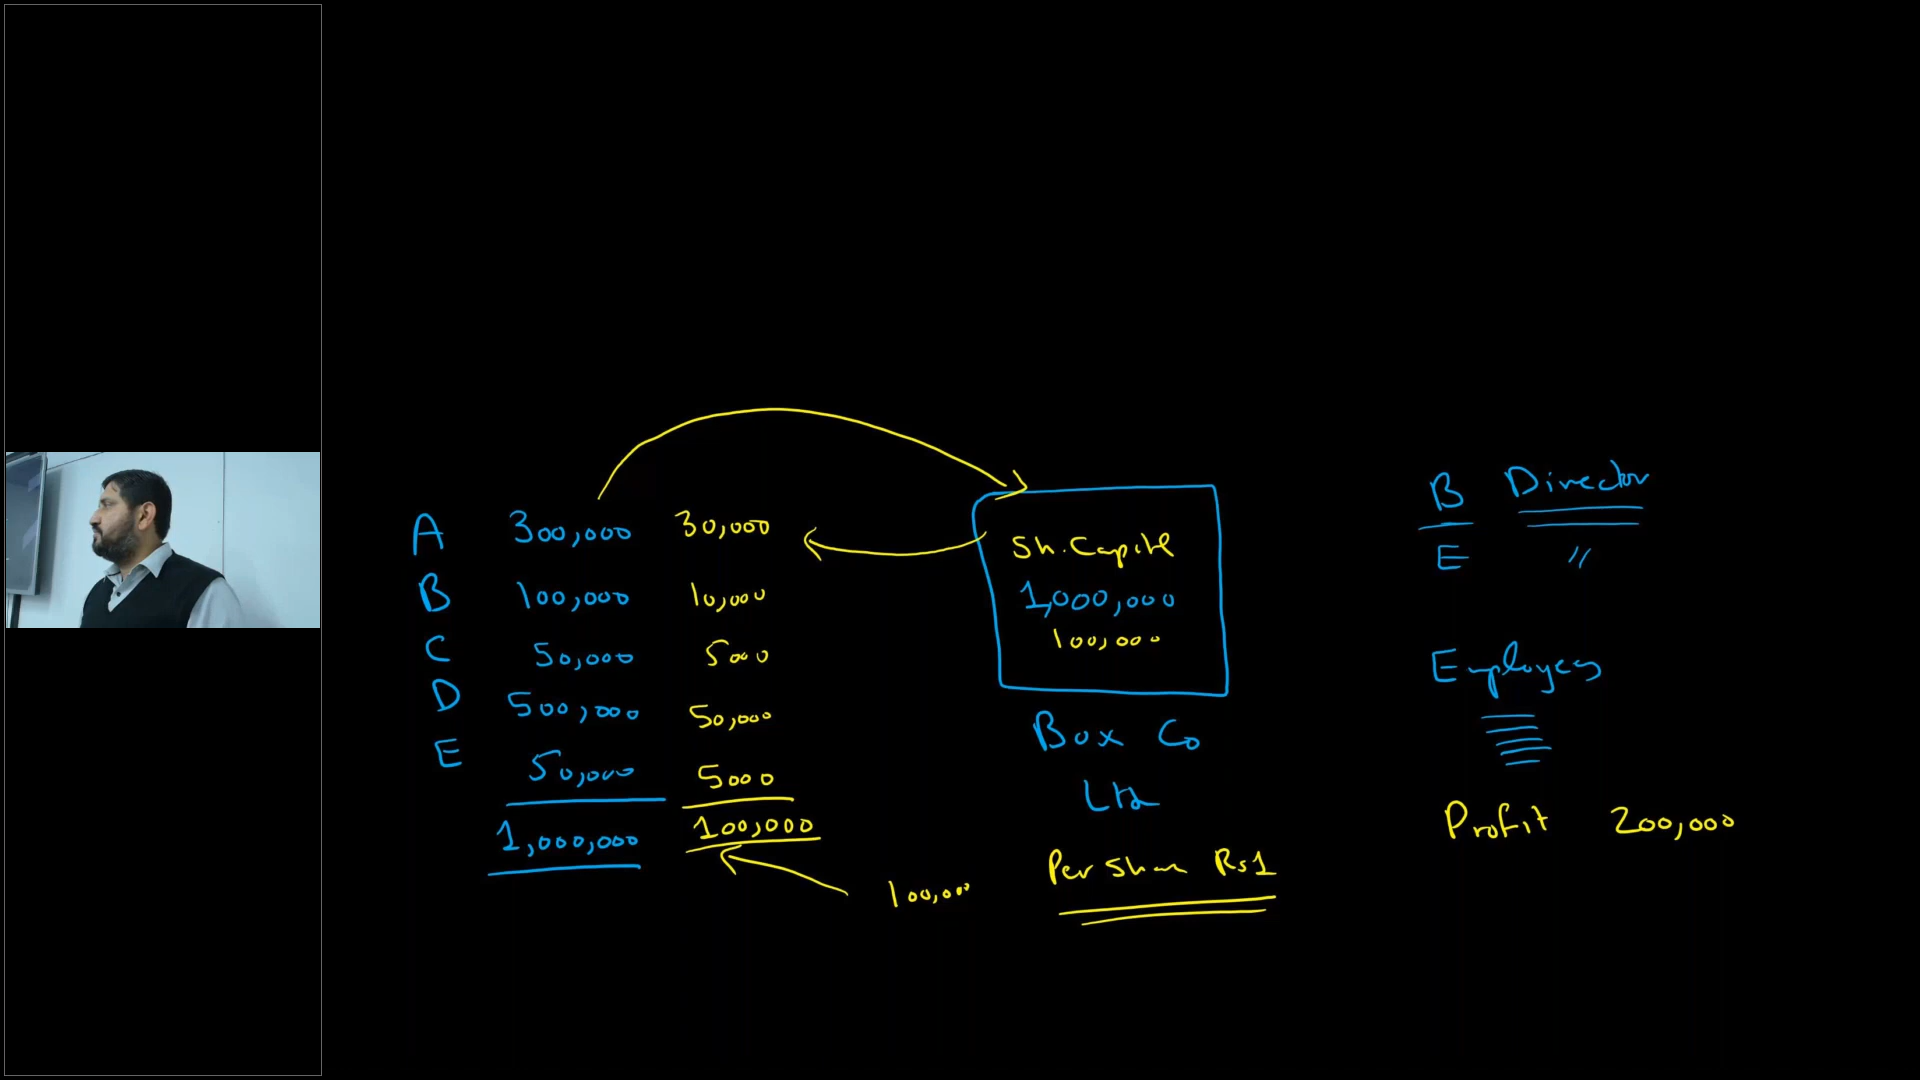 A 300,000 30,000
B 100,000 10,000
C 50,000 5000
D 500,000 50,000
E 50,000 5000
1,000,000 100,000
100,000
Sh. Capital
1,000,000
100,000
Box Co
Ltd
Per Share Rs1
B Director
E "
Employees
Profit 200,000